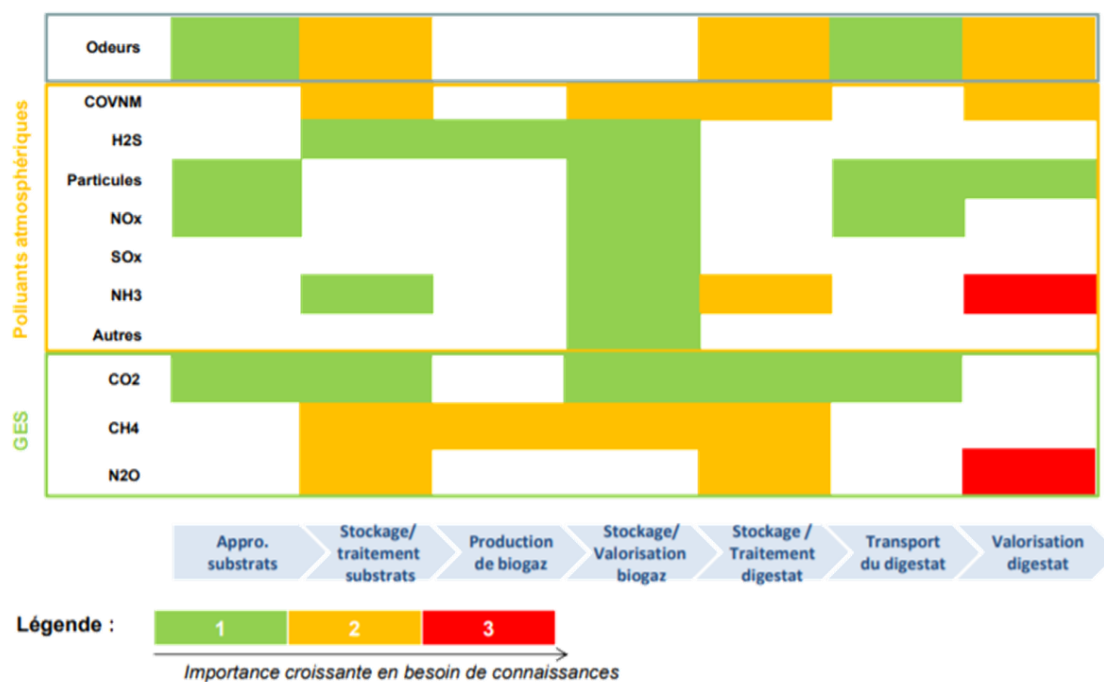 Odeurs
Polluants atmosphériques
COVNM
H2S
Particules
NOx
SOx
NH3
Autres
GES
CO2
CH4
N2O
Appro.
substrats
Stockage/
traitement
substrats
Production
de biogaz
Stockage/
Valorisation
biogaz
Stockage /
Traitement
digestat
Transport
du digestat
Valorisation
digestat
Légende :
1
2
3
Importance croissante en besoin de connaissances